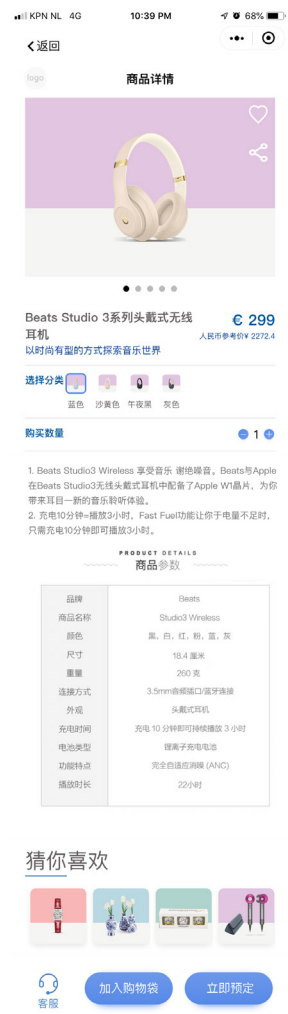 KPN NL 4G 10:39 PM 68%
返回
logo 商品详情
Beats Studio 3系列头戴式无线
耳机
€ 299
人民币参考价¥ 2272.4
以时尚有型的方式探索音乐世界
选择分类
蓝色 沙黄色 午夜黑 灰色
购买数量 1
1. Beats Studio3 Wireless 享受音乐 谢绝噪音。Beats与Apple
在Beats Studio3无线头戴式耳机中配备了Apple W1晶片，为你
带来耳目一新的音乐聆听体验。
2. 充电10分钟=播放3小时，Fast Fuel功能让你于电量不足时，
只需充电10分钟即可播放3小时。
PRODUCT DETAILS
商品参数
品牌 Beats
商品名称 Studio3 Wireless
颜色 黑、白、红、粉、蓝、灰
尺寸 18.4 厘米
重量 260 克
连接方式 3.5mm音频插口/蓝牙连接
外观 头戴式耳机
充电时间 充电 10 分钟即可持续播放 3 小时
电池类型 锂离子充电电池
功能特点 完全自适应消噪 (ANC)
播放时长 22小时
猜你喜欢
客服
加入购物袋
立即预定